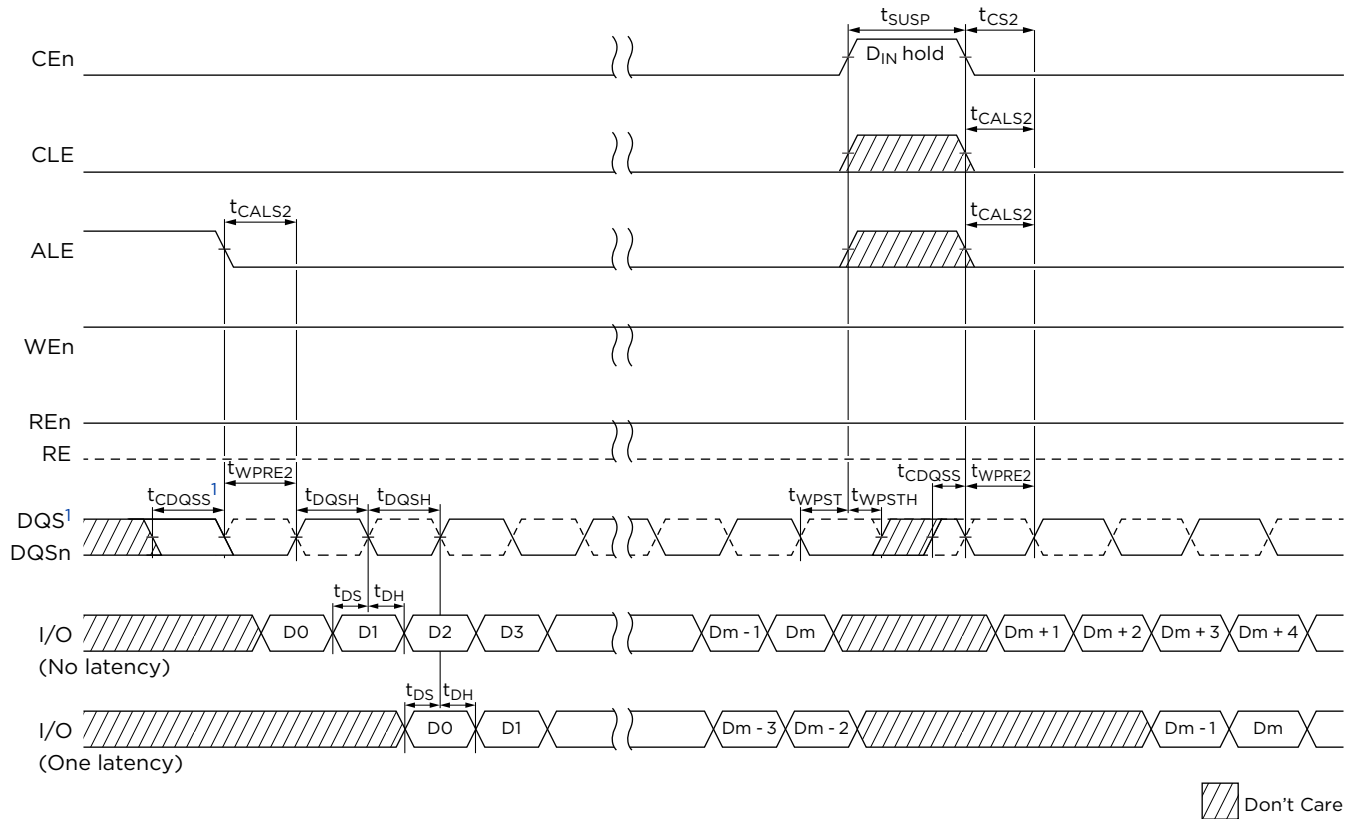 tSUSP tCS2
CEn DIN hold
tCALS2
CLE
tCALS2 tCALS2
ALE
WEn
REn
RE
tWPRE2 tCDQSS tWPRE2
tCDQSS1 tDQSH tDQSH tWPST tWPSTH
DQS1
DQSn
tDS tDH
I/O D0 D1 D2 D3 Dm - 1 Dm Dm + 1 Dm + 2 Dm + 3 Dm + 4
(No latency)
tDS tDH
I/O D0 D1 Dm - 3 Dm - 2 Dm - 1 Dm
(One latency)
Don't Care